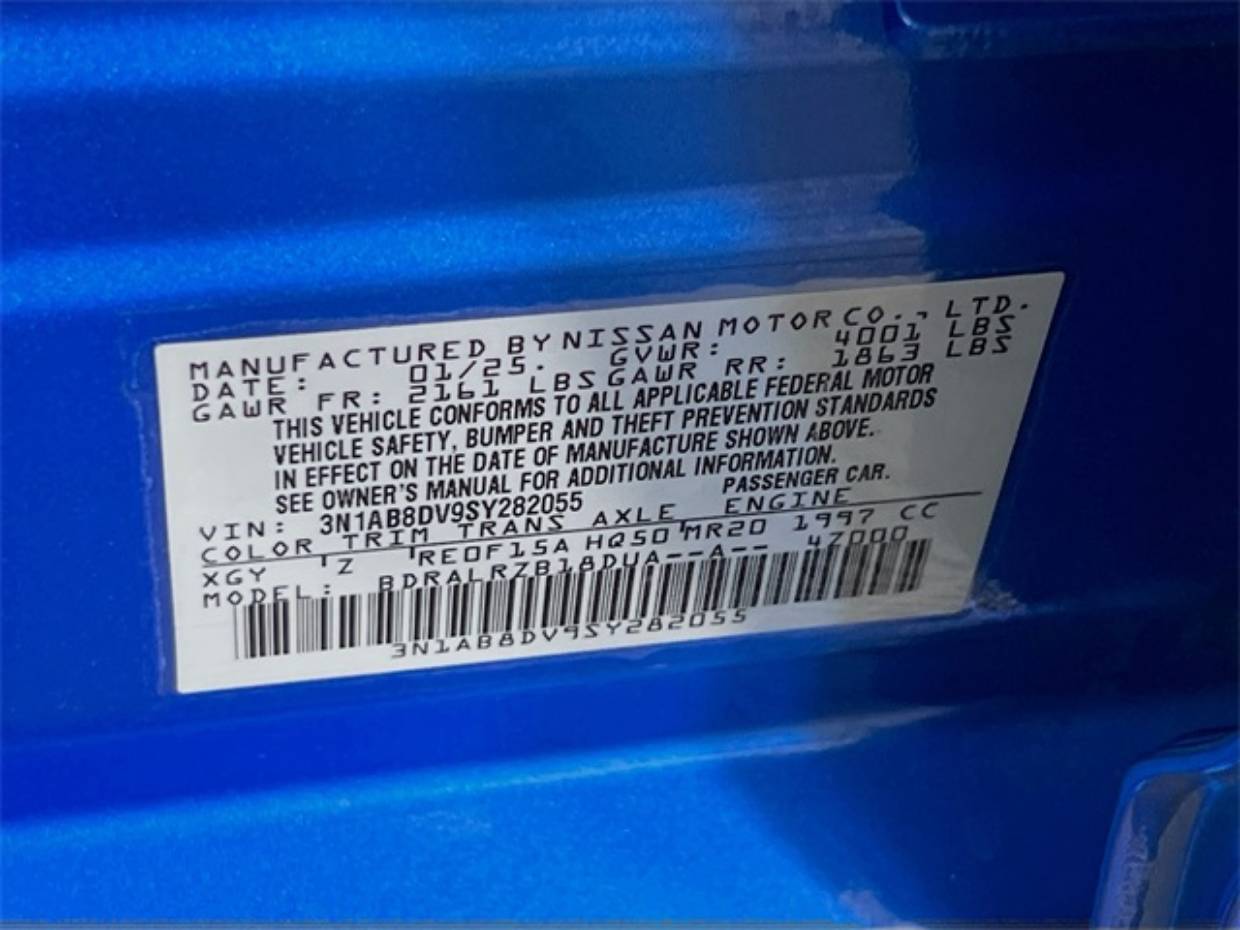 MANUFACTURED BY NISSAN MOTOR CO., LTD.
DATE: 01/25. GVWR: 4001 LBS
GAWR FR: 2161 LBS GAWR RR: 1863 LBS
THIS VEHICLE CONFORMS TO ALL APPLICABLE FEDERAL MOTOR
VEHICLE SAFETY, BUMPER AND THEFT PREVENTION STANDARDS
IN EFFECT ON THE DATE OF MANUFACTURE SHOWN ABOVE.
SEE OWNER'S MANUAL FOR ADDITIONAL INFORMATION.
VIN: 3N1AB8DV9SY282055 PASSENGER CAR.
COLOR TRIM TRANS AXLE ENGINE
XGY Z RE0F15A HQ50 MR20 1997 CC
MODEL: BDRALRZB18DUA--A-- 47000
3N1AB8DV9SY282055